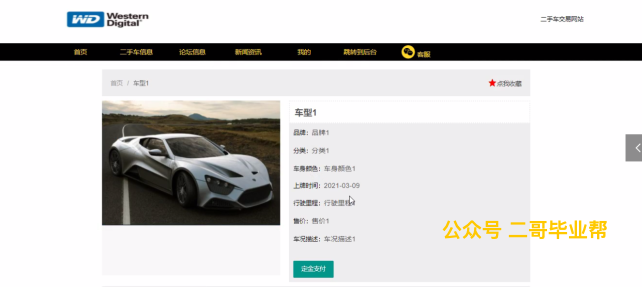 WD Western Digital
二手车交易网站
首页 二手车信息 论坛信息 新闻资讯 我的 跳转到后台 客服
首页 / 车型1 点我收藏
车型1
品牌：品牌1
分类：分类1
车身颜色：车身颜色1
上牌时间：2021-03-09
行驶里程：行驶里程1
售价：售价1
车况描述：车况描述1
定金支付
公众号 二哥毕业帮